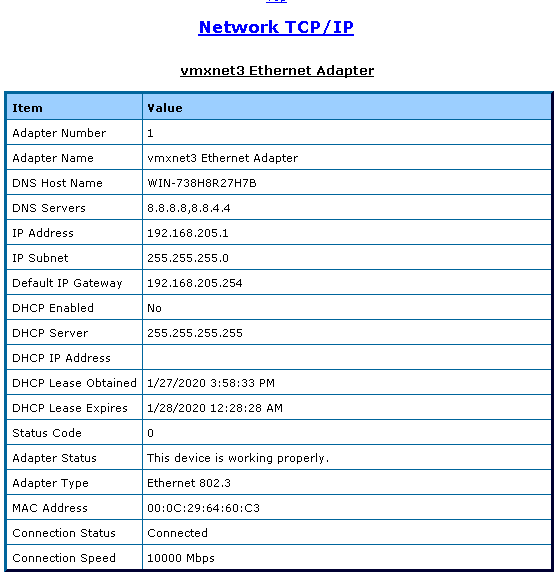 Top
Network TCP/IP
vmxnet3 Ethernet Adapter
Item Value
Adapter Number 1
Adapter Name vmxnet3 Ethernet Adapter
DNS Host Name WIN-738H8R27H7B
DNS Servers 8.8.8.8,8.8.4.4
IP Address 192.168.205.1
IP Subnet 255.255.255.0
Default IP Gateway 192.168.205.254
DHCP Enabled No
DHCP Server 255.255.255.255
DHCP IP Address
DHCP Lease Obtained 1/27/2020 3:58:33 PM
DHCP Lease Expires 1/28/2020 12:28:28 AM
Status Code 0
Adapter Status This device is working properly.
Adapter Type Ethernet 802.3
MAC Address 00:0C:29:64:60:C3
Connection Status Connected
Connection Speed 10000 Mbps